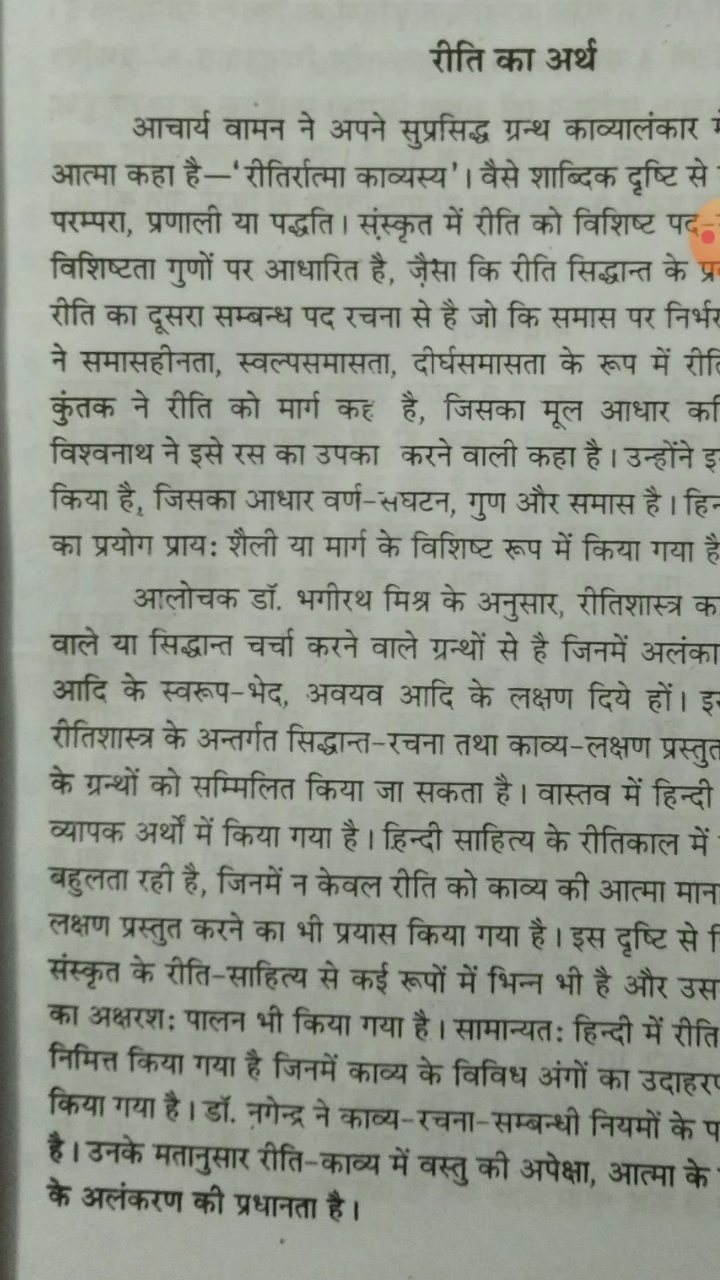 रीति का अर्थ
आचार्य वामन ने अपने सुप्रसिद्ध ग्रन्थ काव्यालंकार
आत्मा कहा है—'रीतिर्रात्मा काव्यस्य'। वैसे शाब्दिक दृष्टि से
परम्परा, प्रणाली या पद्धति। संस्कृत में रीति को विशिष्ट पद-
विशिष्टता गुणों पर आधारित है, जैसा कि रीति सिद्धान्त के
रीति का दूसरा सम्बन्ध पद रचना से है जो कि समास पर निर्भर
ने समासहीनता, स्वल्पसमासता, दीर्घसमासता के रूप में
कुंतक ने रीति को मार्ग कह है, जिसका मूल आधार
विश्वनाथ ने इसे रस का उपका करने वाली कहा है। उन्होंने
किया है, जिसका आधार वर्ण-संघटन, गुण और समास है।
का प्रयोग प्राय: शैली या मार्ग के विशिष्ट रूप में किया गया है
आलोचक डॉ. भगीरथ मिश्र के अनुसार, रीतिशास्त्र
वाले या सिद्धान्त चर्चा करने वाले ग्रन्थों से है जिनमें
आदि के स्वरूप-भेद, अवयव आदि के लक्षण दिये हों।
रीतिशास्त्र के अन्तर्गत सिद्धान्त-रचना तथा काव्य-लक्षण प्रस्तुत
के ग्रन्थों को सम्मिलित किया जा सकता है। वास्तव में हिन्दी
व्यापक अर्थों में किया गया है। हिन्दी साहित्य के रीतिकाल में
बहुलता रही है, जिनमें न केवल रीति को काव्य की आत्मा माना
लक्षण प्रस्तुत करने का भी प्रयास किया गया है। इस दृष्टि से
संस्कृत के रीति-साहित्य से कई रूपों में भिन्न भी है और उस
का अक्षरश: पालन भी किया गया है। सामान्यत: हिन्दी में रीति
निमित्त किया गया है जिनमें काव्य के विविध अंगों का
किया गया है। डॉ. नगेन्द्र ने काव्य-रचना-सम्बन्धी नियमों के
है। उनके मतानुसार रीति-काव्य में वस्तु की अपेक्षा, आत्मा के
के अलंकरण की प्रधानता है।